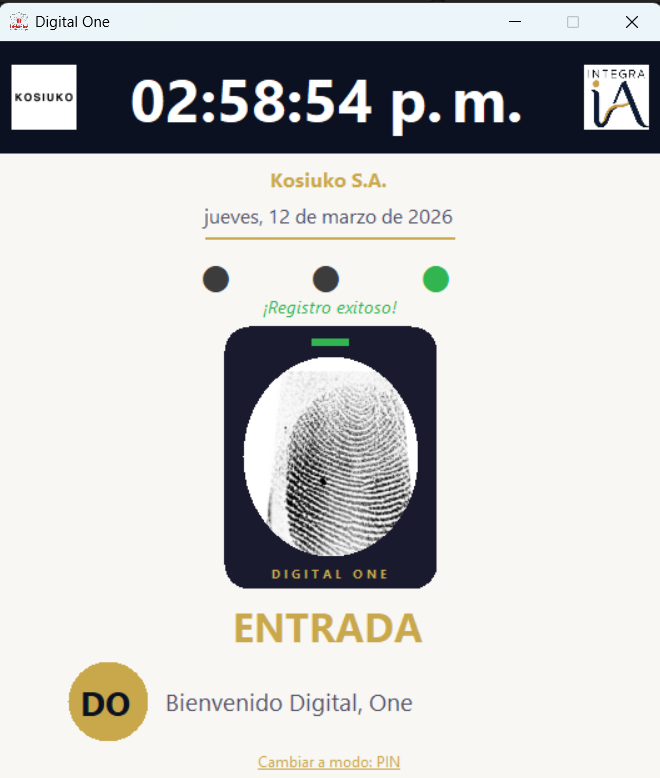 Digital One
KOSIUKO
02:58:54 p. m.
INTEGRA
iA
Kosiuko S.A.
jueves, 12 de marzo de 2026
¡Registro exitoso!
DIGITAL ONE
ENTRADA
DO
Bienvenido Digital, One
Cambiar a modo: PIN